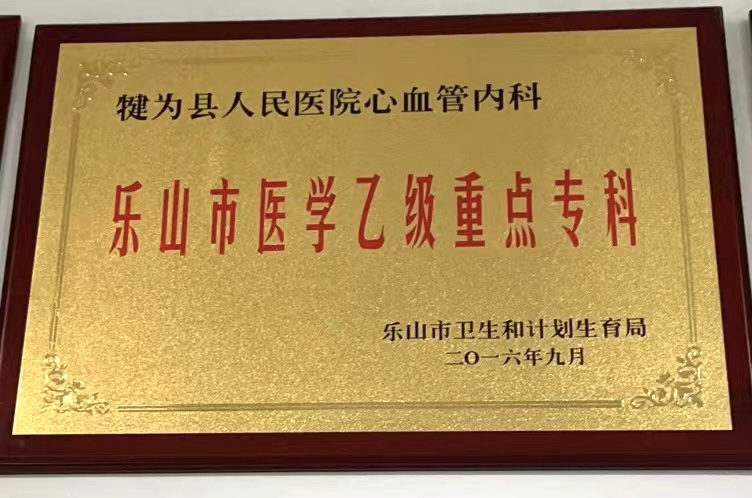 犍为县人民医院心血管内科
乐山市医学乙级重点专科
乐山市卫生和计划生育局
二O一六年九月